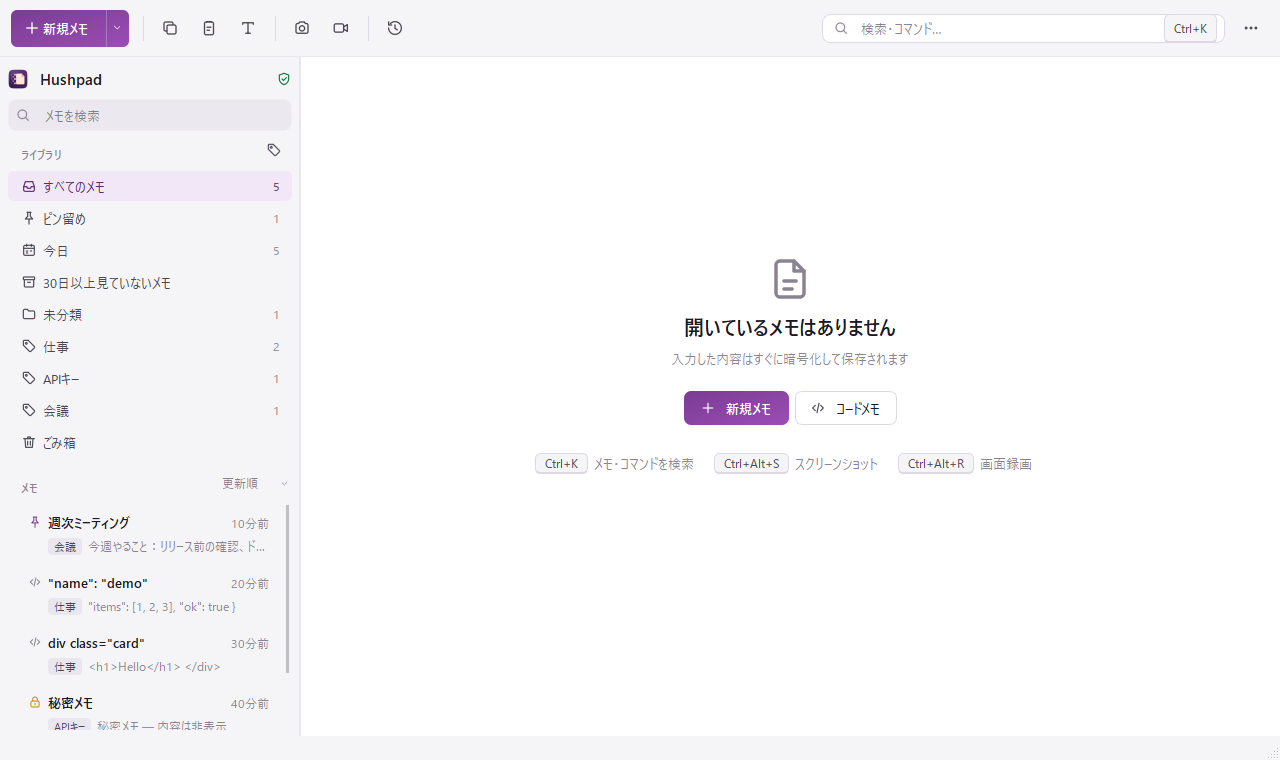 新規メモ
検索・コマンド...
Ctrl+K
Hushpad
メモを検索
ライブラリ
すべてのメモ 5
ピン留め 1
今日 5
30日以上見ていないメモ
未分類 1
仕事 2
APIキー 1
会議 1
ごみ箱
メモ 更新順
週次ミーティング 10分前
会議 今週やること：リリース前の確認、ド...
"name": "demo" 20分前
仕事 "items": [1, 2, 3], "ok": true }
div class="card" 30分前
仕事 <h1>Hello</h1> </div>
秘密メモ 40分前
APIキー 秘密メモ — 内容は非表示
開いているメモはありません
入力した内容はすぐに暗号化して保存されます
新規メモ コードメモ
Ctrl+K メモ・コマンドを検索 Ctrl+Alt+S スクリーンショット Ctrl+Alt+R 画面録画